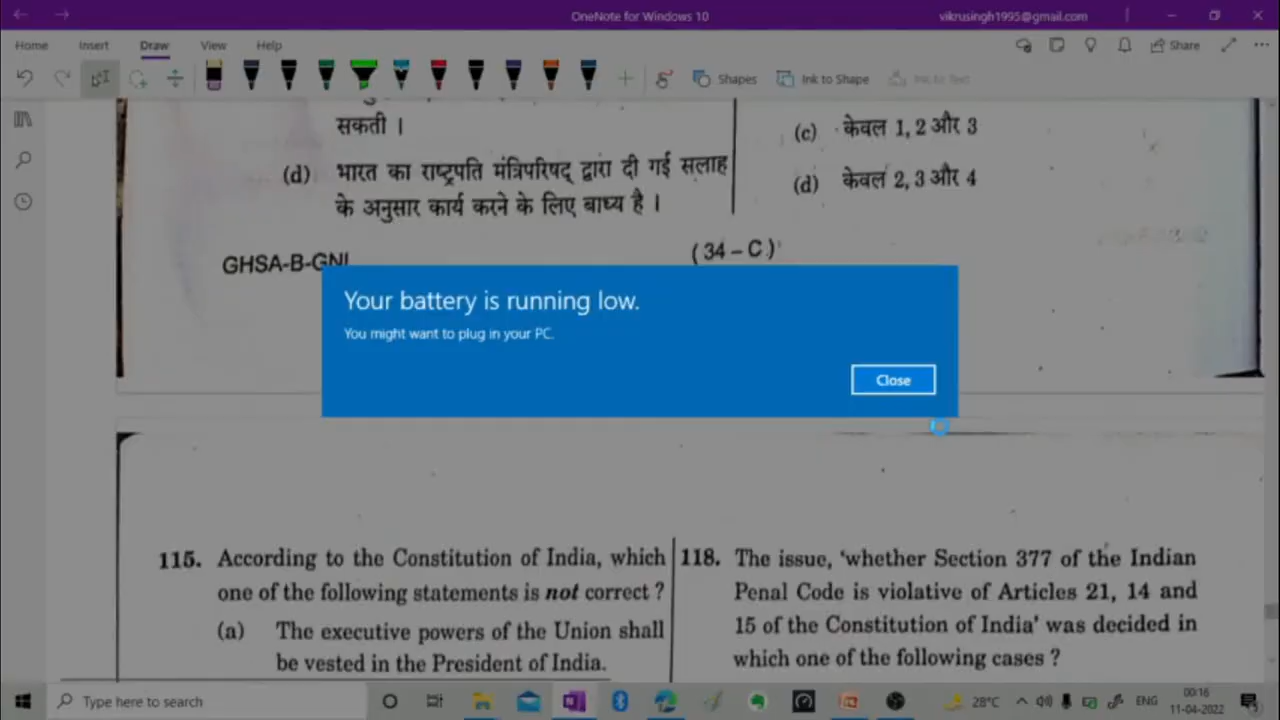 OneNote for Windows 10
vikrusingh1995@gmail.com
Home Insert Draw View Help
Share
Shapes
Ink to Shape
Ink to Text
सकती ।
(d) भारत का राष्ट्रपति मंत्रिपरिषद् द्वारा दी गई सलाह
के अनुसार कार्य करने के लिए बाध्य है ।
(c) केवल 1, 2 और 3
(d) केवल 2, 3 और 4
GHSA-B-GNL
( 34 – C )
Your battery is running low.
You might want to plug in your PC.
Close
115. According to the Constitution of India, which
one of the following statements is not correct ?
(a) The executive powers of the Union shall
be vested in the President of India.
118. The issue, 'whether Section 377 of the Indian
Penal Code is violative of Articles 21, 14 and
15 of the Constitution of India' was decided in
which one of the following cases ?
Type here to search
28°C
ENG
00:16
11-04-2022